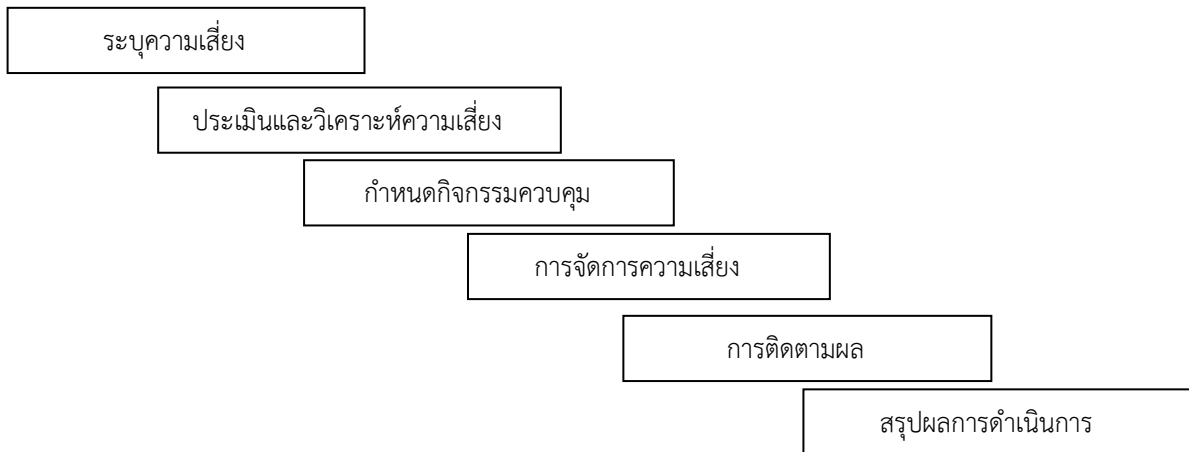 ระบุความเสี่ยง
ประเมินและวิเคราะห์ความเสี่ยง
กำหนดกิจกรรมควบคุม
การจัดการความเสี่ยง
การติดตามผล
สรุปผลการดำเนินการ